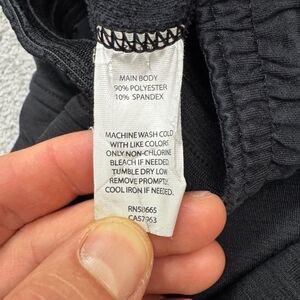 MAIN BODY
90% POLYESTER
10% SPANDEX
MACHINE WASH COLD
WITH LIKE COLORS
ONLY NON-CHLORINE
BLEACH IF NEEDED.
TUMBLE DRY LOW
REMOVE PROMPTLY
COOL IRON IF NEEDED.
RN58665
CA57963